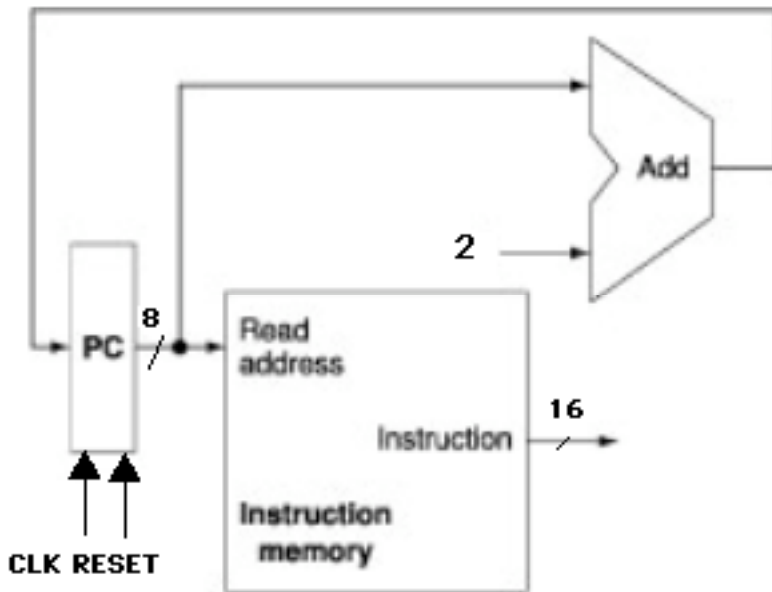 Add
2
8
PC
Read
address
16
Instruction
Instruction
memory
CLK RESET